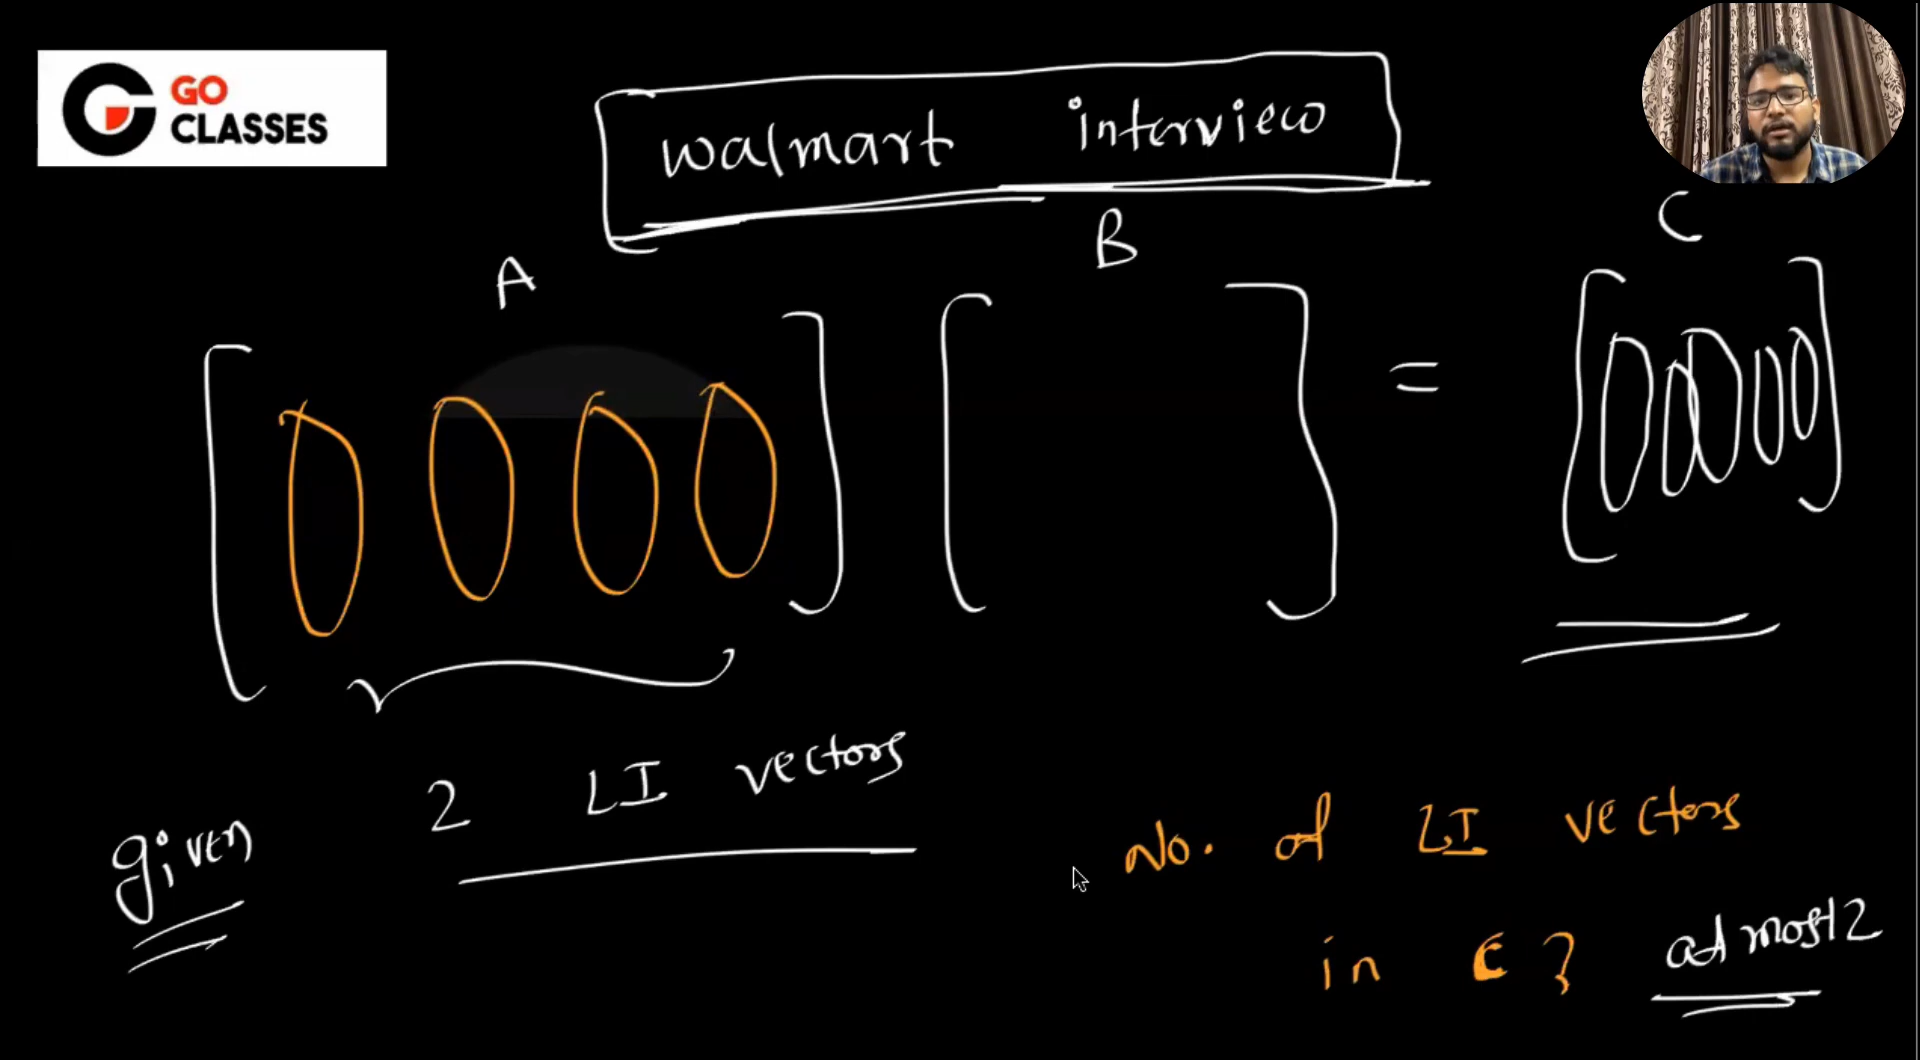 GO
CLASSES
walmart interview
A B C
[ ] [ ] = [ ]
given 2 LI vectors
No. of LI vectors
in C ? at most 2